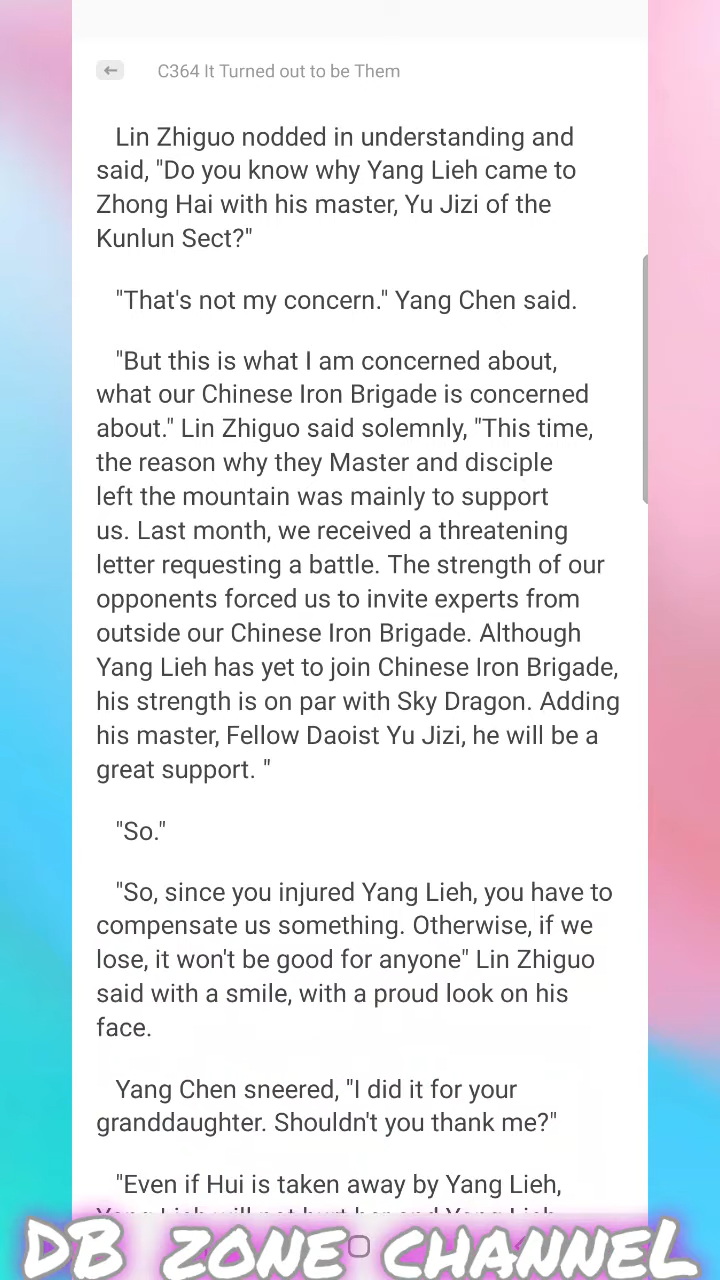 C364 It Turned out to be Them
Lin Zhiguo nodded in understanding and
said, "Do you know why Yang Lieh came to
Zhong Hai with his master, Yu Jizi of the
Kunlun Sect?"
"That's not my concern." Yang Chen said.
"But this is what I am concerned about,
what our Chinese Iron Brigade is concerned
about." Lin Zhiguo said solemnly, "This time,
the reason why they Master and disciple
left the mountain was mainly to support
us. Last month, we received a threatening
letter requesting a battle. The strength of our
opponents forced us to invite experts from
outside our Chinese Iron Brigade. Although
Yang Lieh has yet to join Chinese Iron Brigade,
his strength is on par with Sky Dragon. Adding
his master, Fellow Daoist Yu Jizi, he will be a
great support. "
"So."
"So, since you injured Yang Lieh, you have to
compensate us something. Otherwise, if we
lose, it won't be good for anyone" Lin Zhiguo
said with a smile, with a proud look on his
face.
Yang Chen sneered, "I did it for your
granddaughter. Shouldn't you thank me?"
"Even if Hui is taken away by Yang Lieh,
Yang Lieh will not hurt her and Yang Lieh
DB ZONE CHANNEL